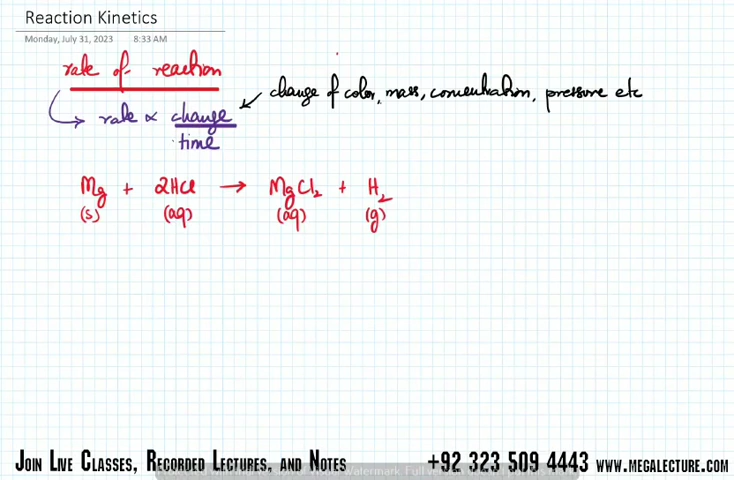 Reaction Kinetics
Monday, July 31, 2023 8:33 AM
rate of reaction
change of color, mass, concentration, pressure etc
→ rate ∝ change
time
Mg + 2HCl → MgCl2 + H2
(s) (aq) (aq) (g)
JOIN LIVE CLASSES, RECORDED LECTURES, AND NOTES +92 323 509 4443 WWW.MEGALECTURE.COM
Watermark. Full